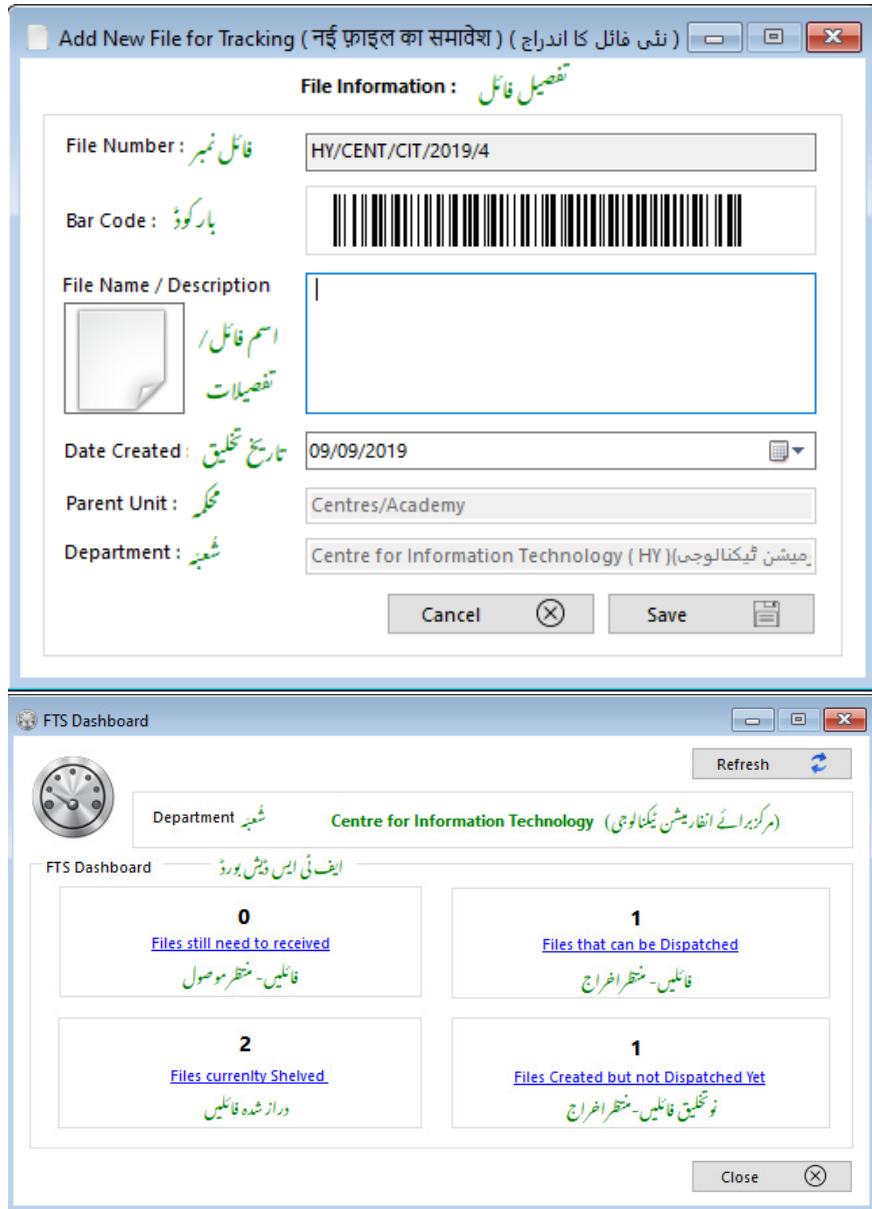 Add New File for Tracking ( नई फ़ाइल का समावेश ) ( نئی فائل کا اندراج )
File Information : تفصیل فائل
File Number : فائل نمبر HY/CENT/CIT/2019/4
Bar Code : بار کوڈ
File Name / Description
اسم فائل /
تفصیلات
Date Created : تاریخ تخلیق 09/09/2019
Parent Unit : محکمہ Centres/Academy
Department : شُعبَہ Centre for Information Technology ( HY )(رمیشن ٹیکنالوجی
Cancel Save
FTS Dashboard
Refresh
Department شُعبَہ Centre for Information Technology (مرکز برائے انفارمیشن ٹیکنالوجی)
FTS Dashboard ایف ٹی ایس ڈیش بورڈ
0 1
Files still need to received Files that can be Dispatched
فائلیں - منتظر موصول فائلیں - منتظر اخراج
2 1
Files currenlty Shelved Files Created but not Dispatched Yet
دراز شدہ فائلیں نو تخلیق فائلیں - منتظر اخراج
Close